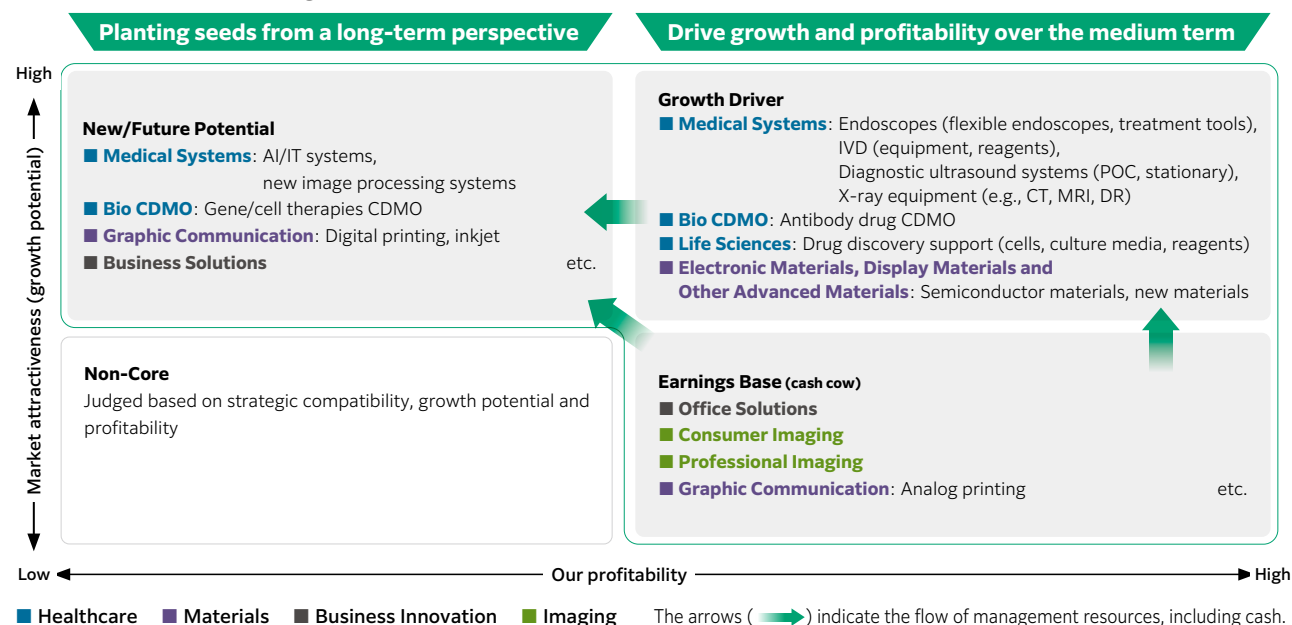 Planting seeds from a long-term perspective
Drive growth and profitability over the medium term
High
Market attractiveness (growth potential)
New/Future Potential
■ Medical Systems: AI/IT systems,
new image processing systems
■ Bio CDMO: Gene/cell therapies CDMO
■ Graphic Communication: Digital printing, inkjet
■ Business Solutions etc.
Growth Driver
■ Medical Systems: Endoscopes (flexible endoscopes, treatment tools),
IVD (equipment, reagents),
Diagnostic ultrasound systems (POC, stationary),
X-ray equipment (e.g., CT, MRI, DR)
■ Bio CDMO: Antibody drug CDMO
■ Life Sciences: Drug discovery support (cells, culture media, reagents)
■ Electronic Materials, Display Materials and
Other Advanced Materials: Semiconductor materials, new materials
Non-Core
Judged based on strategic compatibility, growth potential and
profitability
Earnings Base (cash cow)
■ Office Solutions
■ Consumer Imaging
■ Professional Imaging
■ Graphic Communication: Analog printing etc.
Low
Our profitability
High
■ Healthcare ■ Materials ■ Business Innovation ■ Imaging
The arrows ( ) indicate the flow of management resources, including cash.